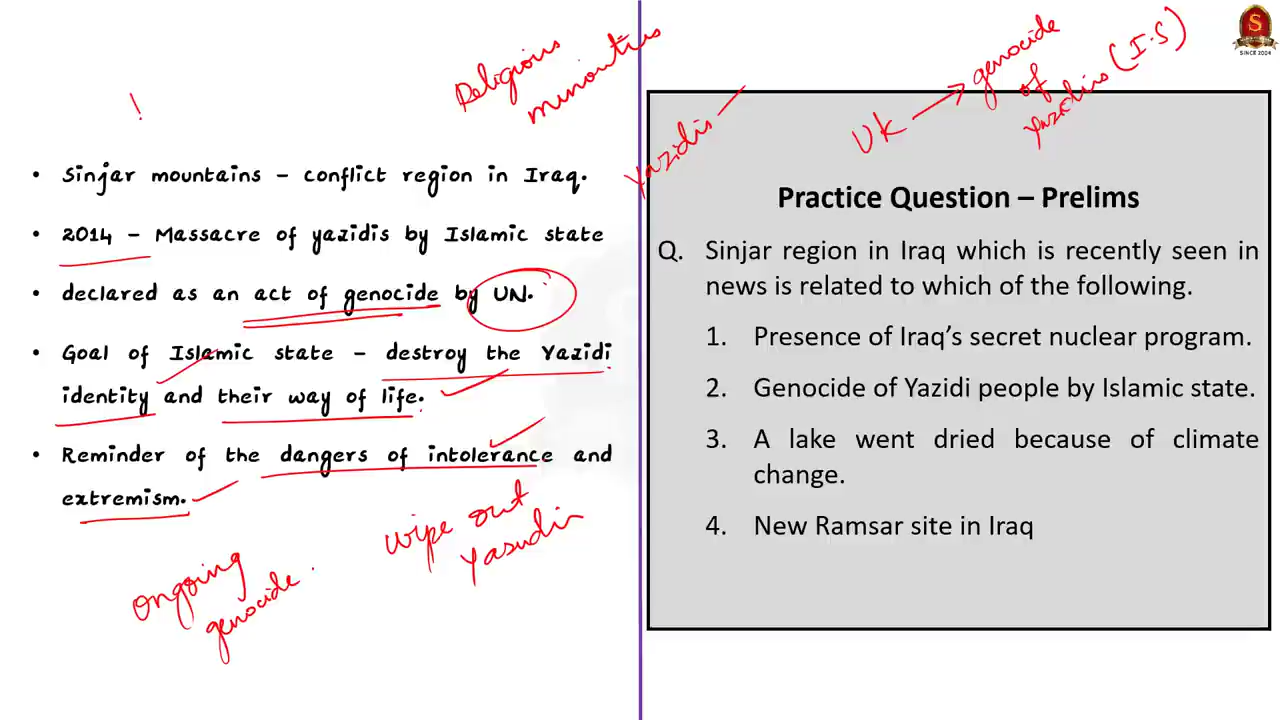 Religious
minorities
• Sinjar mountains – conflict region in Iraq.
• 2014 – Massacre of yazidis by Islamic state
• declared as an act of genocide by UN.
• Goal of Islamic state – destroy the Yazidi
identity and their way of life.
• Reminder of the dangers of intolerance and
extremism.
wipe out
Yasudin
ongoing
genocide.
Yazidis —
UK → genocide
of
Yazidis (I.S)
S
SINCE 2004
Practice Question – Prelims
Q. Sinjar region in Iraq which is recently seen in
news is related to which of the following.
1. Presence of Iraq's secret nuclear program.
2. Genocide of Yazidi people by Islamic state.
3. A lake went dried because of climate
change.
4. New Ramsar site in Iraq